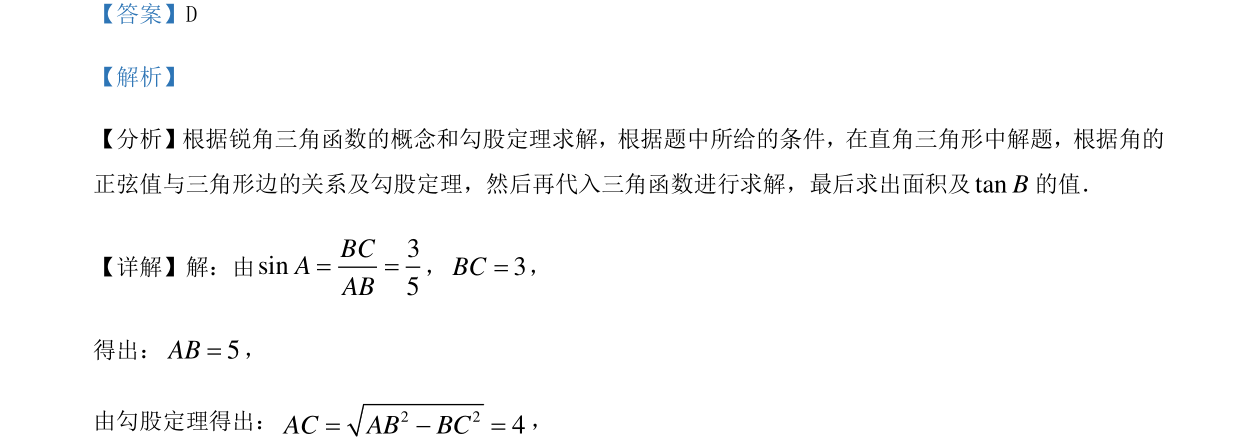 【答案】D
【解析】
【分析】根据锐角三角函数的概念和勾股定理求解，根据题中所给的条件，在直角三角形中解题，根据角的
正弦值与三角形边的关系及勾股定理，然后再代入三角函数进行求解，最后求出面积及 tan B 的值．
【详解】解：由 sin A = BC/AB = 3/5 ， BC = 3 ，
得出： AB = 5 ，
由勾股定理得出： AC = √(AB² − BC²) = 4 ，